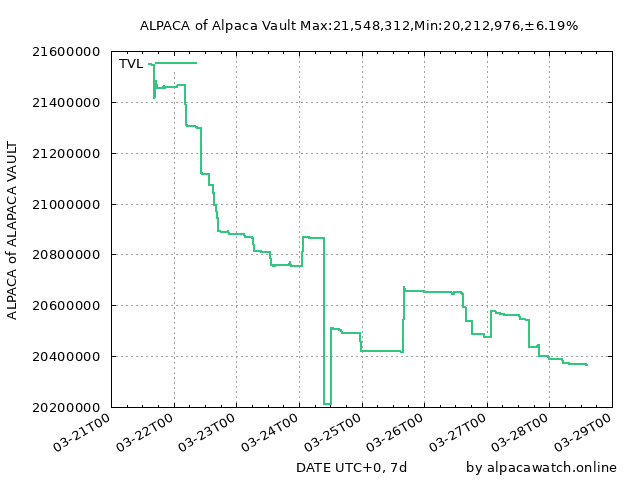 ALPACA of Alpaca Vault Max:21,548,312,Min:20,212,976,±6.19%
21600000
TVL
21400000
21200000
21000000
20800000
20600000
20400000
20200000
ALPACA of ALAPACA VAULT
03-21T00
03-22T00
03-23T00
03-24T00
03-25T00
03-26T00
03-27T00
03-28T00
03-29T00
DATE UTC+0, 7d
by alpacawatch.online